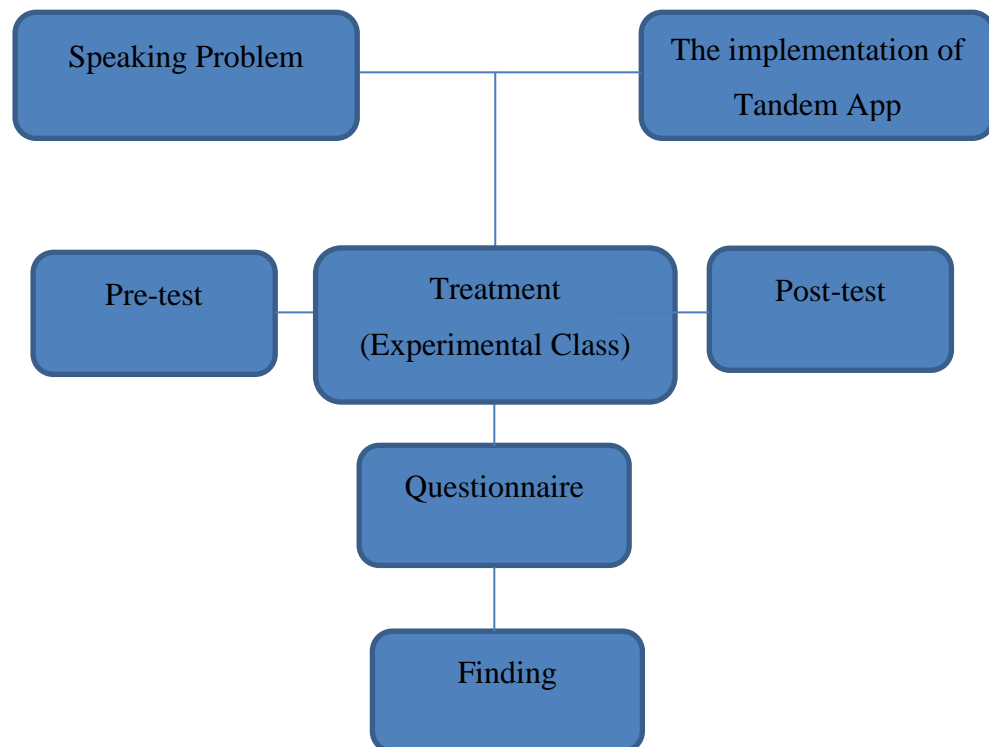 Speaking Problem
The implementation of
Tandem App
Pre-test
Treatment
(Experimental Class)
Post-test
Questionnaire
Finding